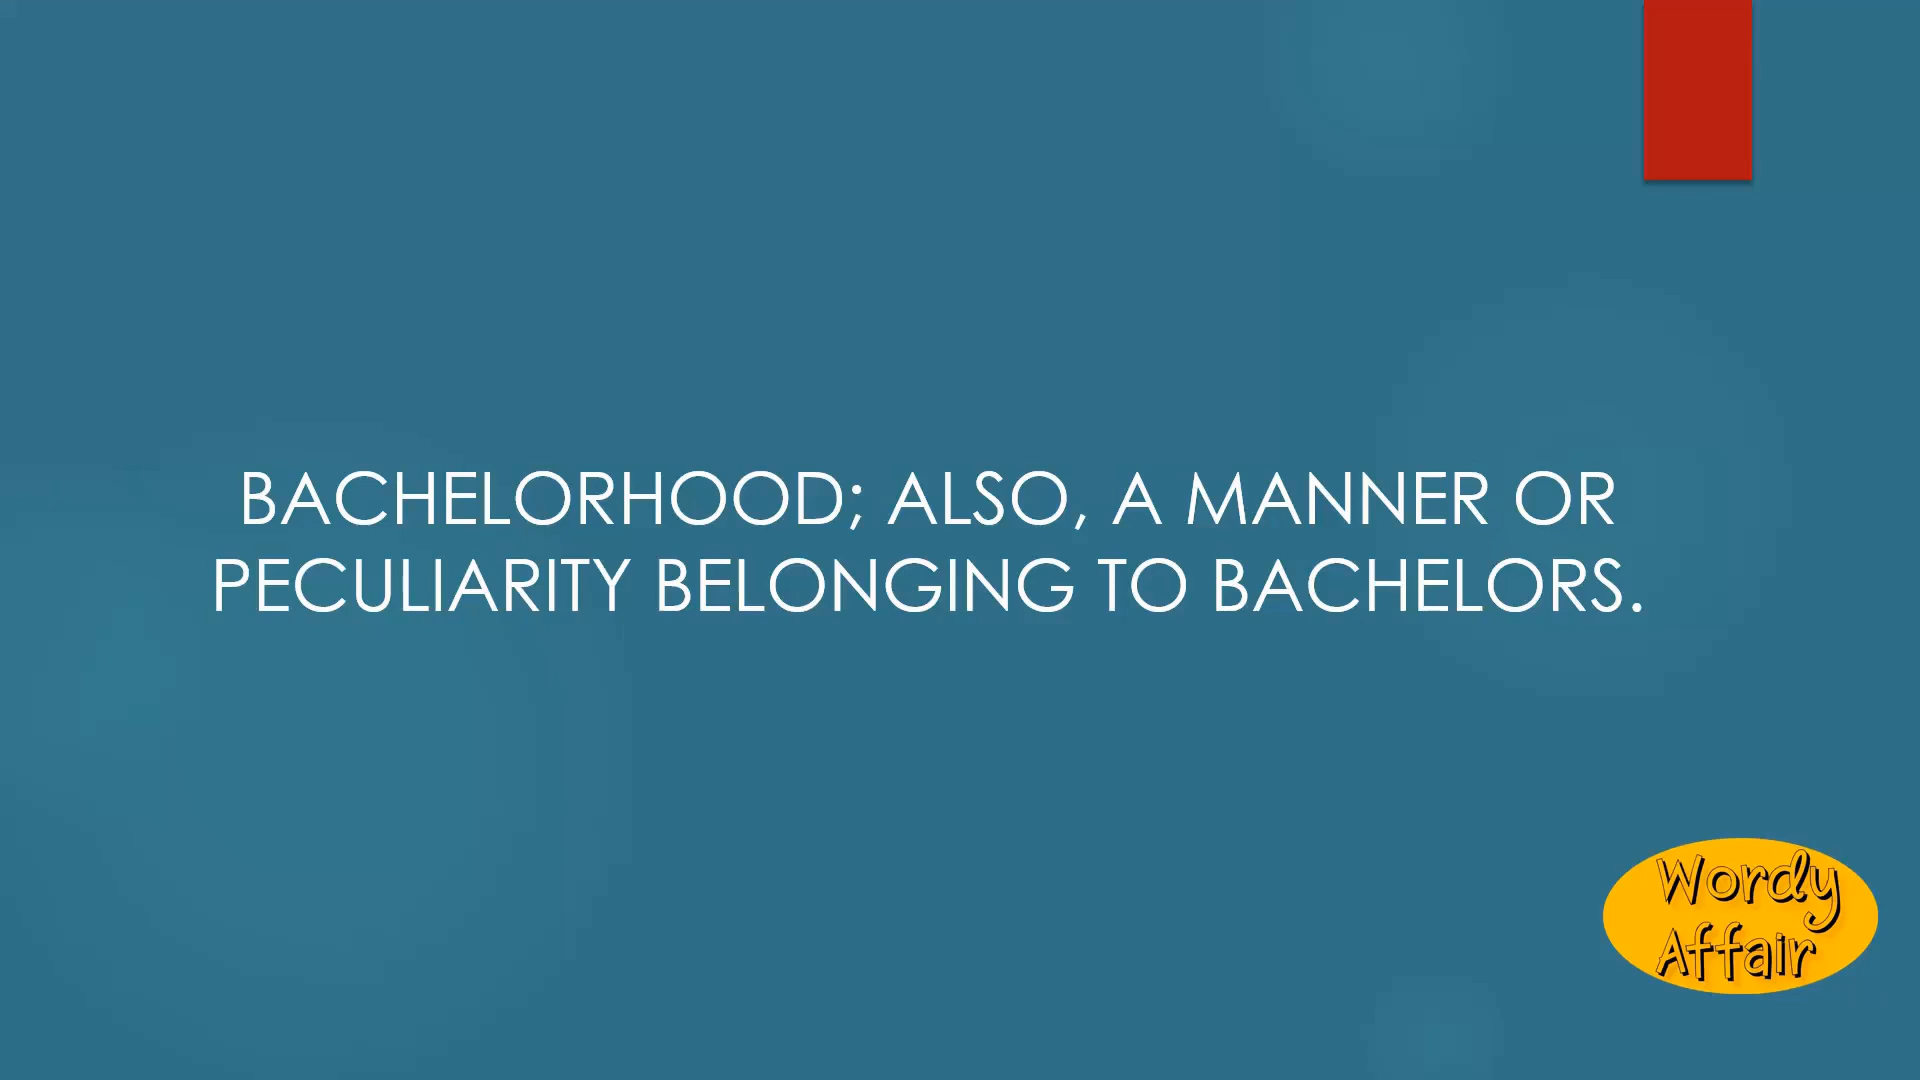 BACHELORHOOD; ALSO, A MANNER OR
PECULIARITY BELONGING TO BACHELORS.
Wordy
Affair